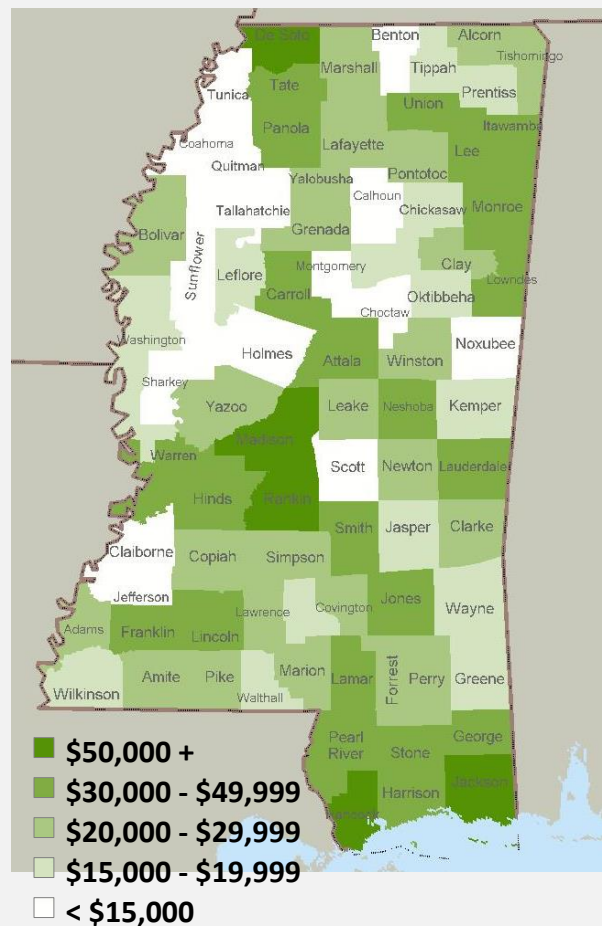 De Soto
Benton
Alcorn
Tishomingo
Marshall
Tippah
Prentiss
Tunica
Tate
Union
Itawamba
Panola
Coahoma
Lafayette
Lee
Quitman
Pontotoc
Yalobusha
Calhoun
Tallahatchie
Chickasaw
Monroe
Bolivar
Grenada
Sunflower
Leflore
Montgomery
Clay
Lowndes
Carroll
Oktibbeha
Choctaw
Washington
Holmes
Noxubee
Attala
Winston
Sharkey
Yazoo
Leake
Neshoba
Kemper
Madison
Warren
Scott
Newton
Lauderdale
Hinds
Rankin
Smith
Jasper
Clarke
Claiborne
Copiah
Simpson
Jefferson
Lawrence
Covington
Jones
Wayne
Adams
Franklin
Lincoln
Marion
Lamar
Forrest
Perry
Greene
Wilkinson
Amite
Pike
Walthall
Pearl
River
Stone
George
Jackson
Harrison
Hancock
$50,000 +
$30,000 - $49,999
$20,000 - $29,999
$15,000 - $19,999
< $15,000